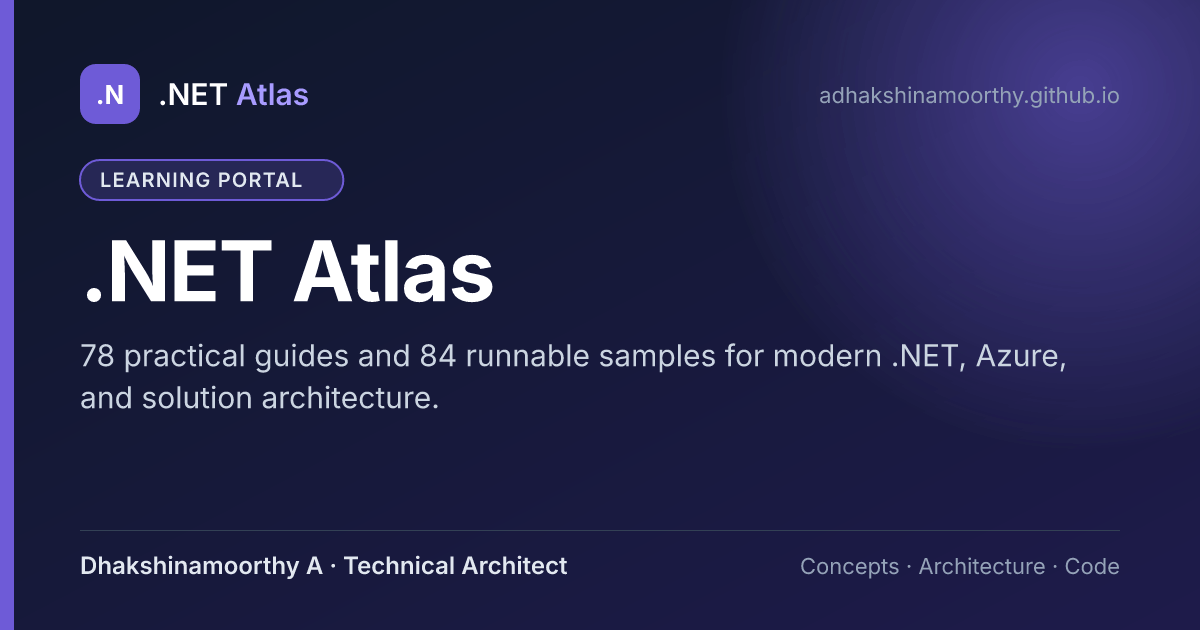 .N
.NET Atlas
adhakshinamoorthy.github.io
LEARNING PORTAL
.NET Atlas
78 practical guides and 84 runnable samples for modern .NET, Azure,
and solution architecture.
Dhakshinamoorthy A · Technical Architect
Concepts · Architecture · Code